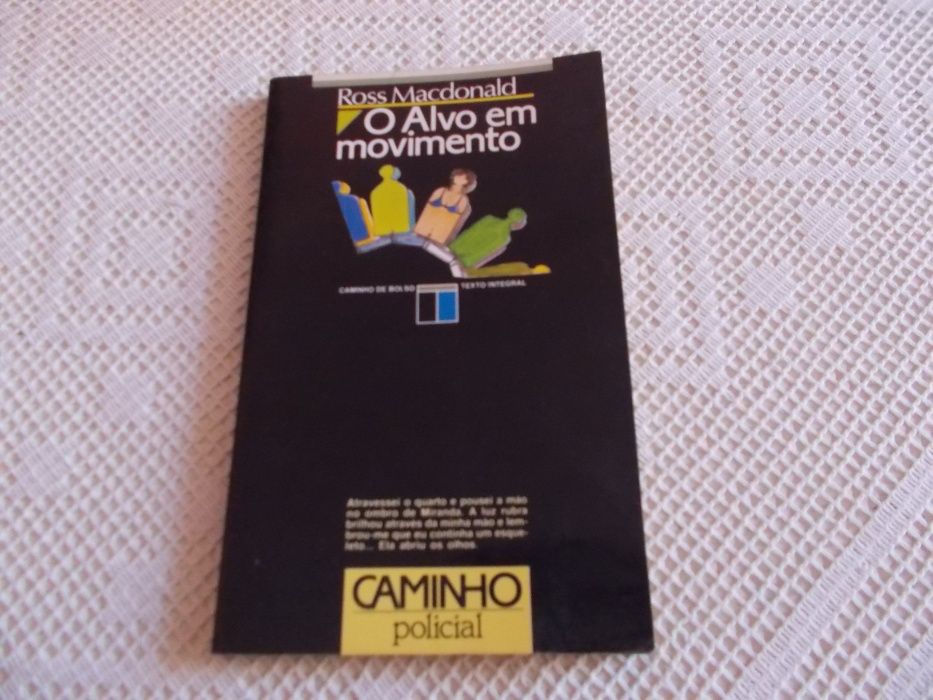 Ross Macdonald
O Alvo em
movimento
CAMINHO DE BOLSO TEXTO INTEGRAL
Atravessei o quarto e pousei a mão
no ombro de Miranda. A luz rubra
brilhou através da minha mão e lem-
brou-me que eu continha um esque-
leto... Ela abriu os olhos.
CAMINHO
policial